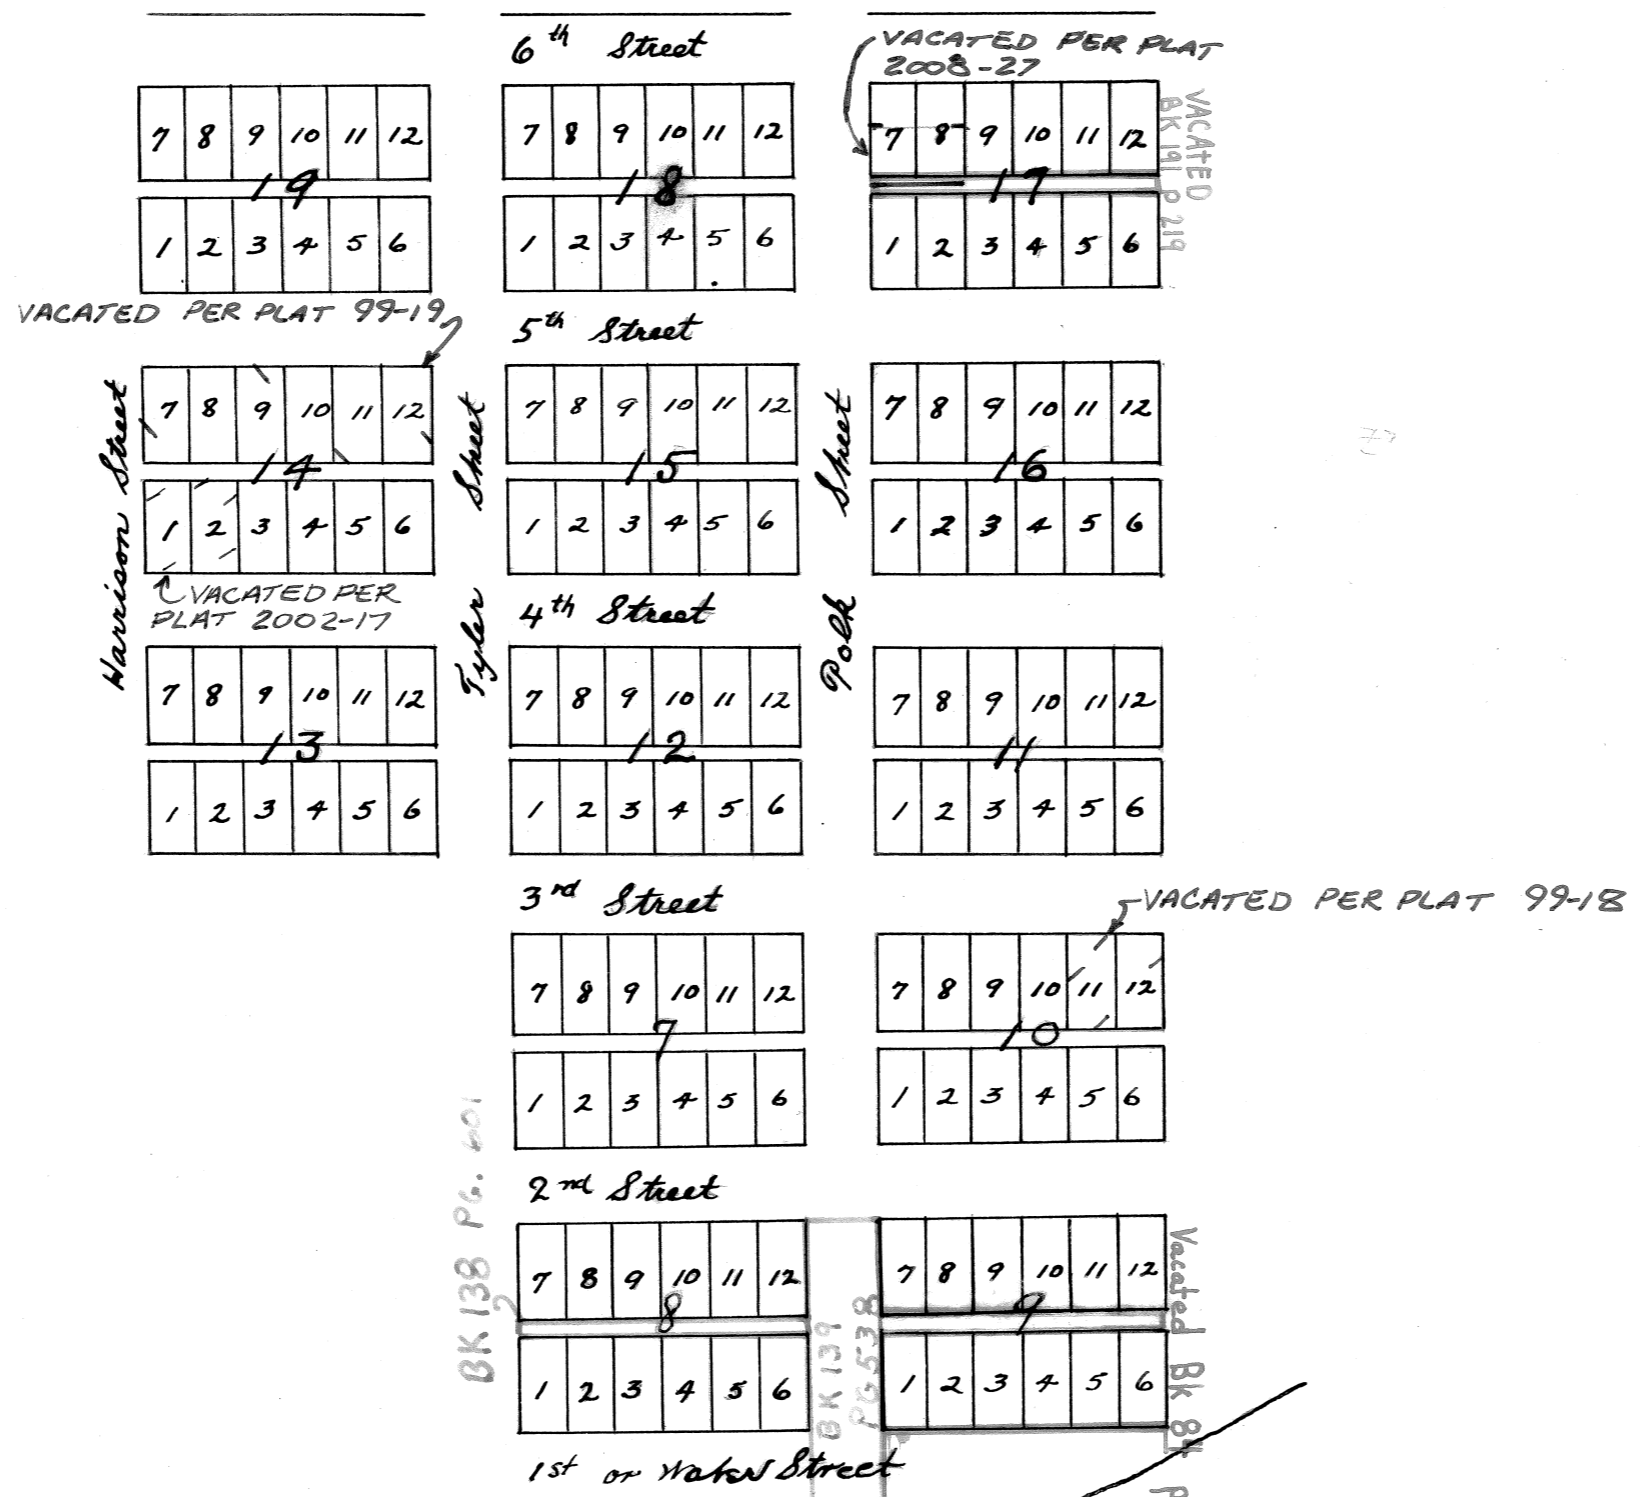 6th Street
VACATED PER PLAT
2008-27
7 8 9 10 11 12
19
1 2 3 4 5 6
7 8 9 10 11 12
18
1 2 3 4 5 6
7 8 9 10 11 12
17
1 2 3 4 5 6
VACATED
BK 191 P 219
VACATED PER PLAT 99-19
5th Street
Harrison Street
7 8 9 10 11 12
14
1 2 3 4 5 6
Tyler Street
7 8 9 10 11 12
15
1 2 3 4 5 6
Polk Street
7 8 9 10 11 12
16
1 2 3 4 5 6
VACATED PER
PLAT 2002-17
4th Street
7 8 9 10 11 12
13
1 2 3 4 5 6
7 8 9 10 11 12
12
1 2 3 4 5 6
7 8 9 10 11 12
11
1 2 3 4 5 6
3rd Street
VACATED PER PLAT 99-18
7 8 9 10 11 12
7
1 2 3 4 5 6
7 8 9 10 11 12
10
1 2 3 4 5 6
2nd Street
BK 138 PG. 601
7 8 9 10 11 12
8
1 2 3 4 5 6
BK 139
PG 538
7 8 9 10 11 12
9
1 2 3 4 5 6
Vacated BK 84 P
1st or Water Street